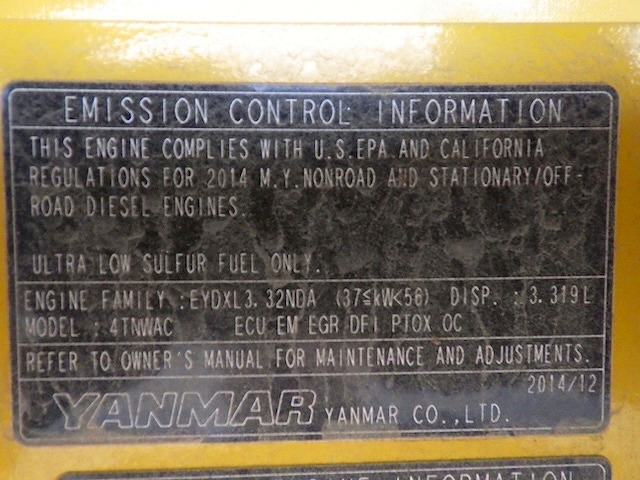 EMISSION CONTROL INFORMATION
THIS ENGINE COMPLIES WITH U.S.EPA AND CALIFORNIA
REGULATIONS FOR 2014 M.Y.NONROAD AND STATIONARY/OFF-
ROAD DIESEL ENGINES.
ULTRA LOW SULFUR FUEL ONLY.
ENGINE FAMILY :EYDXL3.32NDA (37≦kW<56) DISP. :3.319L
MODEL :4TNWAC ECU EM EGR DFI PTOX OC
REFER TO OWNER'S MANUAL FOR MAINTENANCE AND ADJUSTMENTS.
2014/12
YANMAR YANMAR CO.,LTD.
INFORMATION